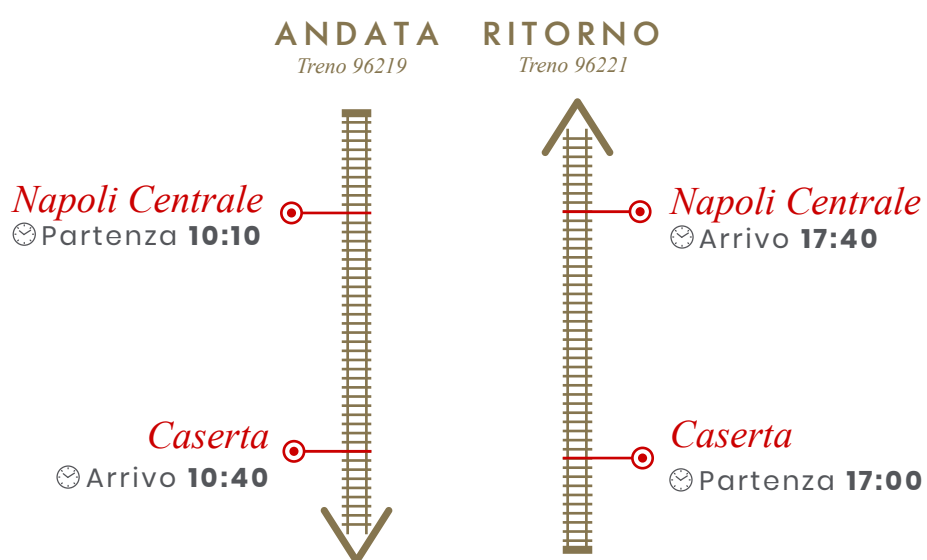 ANDATA
Treno 96219
Napoli Centrale
Partenza 10:10
Caserta
Arrivo 10:40
RITORNO
Treno 96221
Napoli Centrale
Arrivo 17:40
Caserta
Partenza 17:00